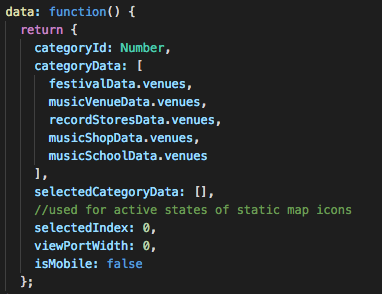 data: function() {
return {
categoryId: Number,
categoryData: [
festivalData.venues,
musicVenueData.venues,
recordStoresData.venues,
musicShopData.venues,
musicSchoolData.venues
],
selectedCategoryData: [],
//used for active states of static map icons
selectedIndex: 0,
viewPortWidth: 0,
isMobile: false
};